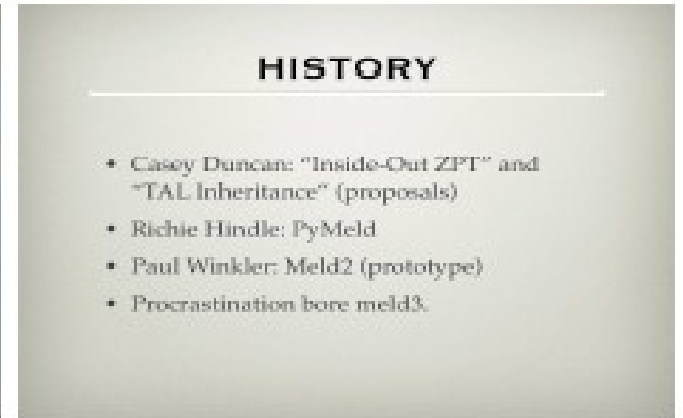 HISTORY
• Casey Duncan: “Inside-Out ZPT” and
“TAL Inheritance” (proposals)
• Richie Hindle: PyMeld
• Paul Winkler: Meld2 (prototype)
• Procrastination bore meld3.